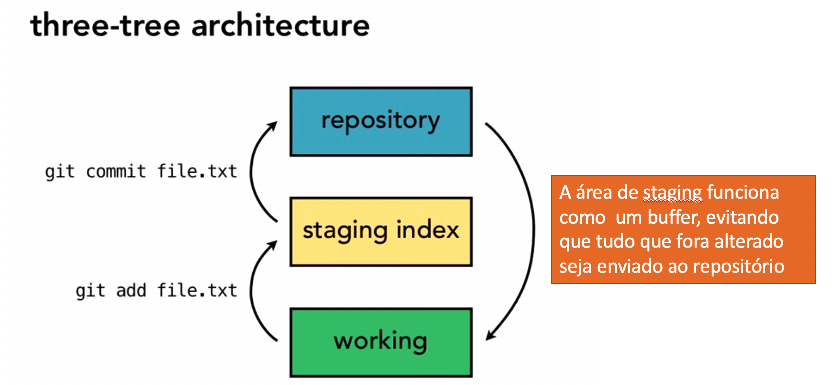 three-tree architecture
repository
git commit file.txt
staging index
git add file.txt
working
A área de staging funciona
como um buffer, evitando
que tudo que fora alterado
seja enviado ao repositório